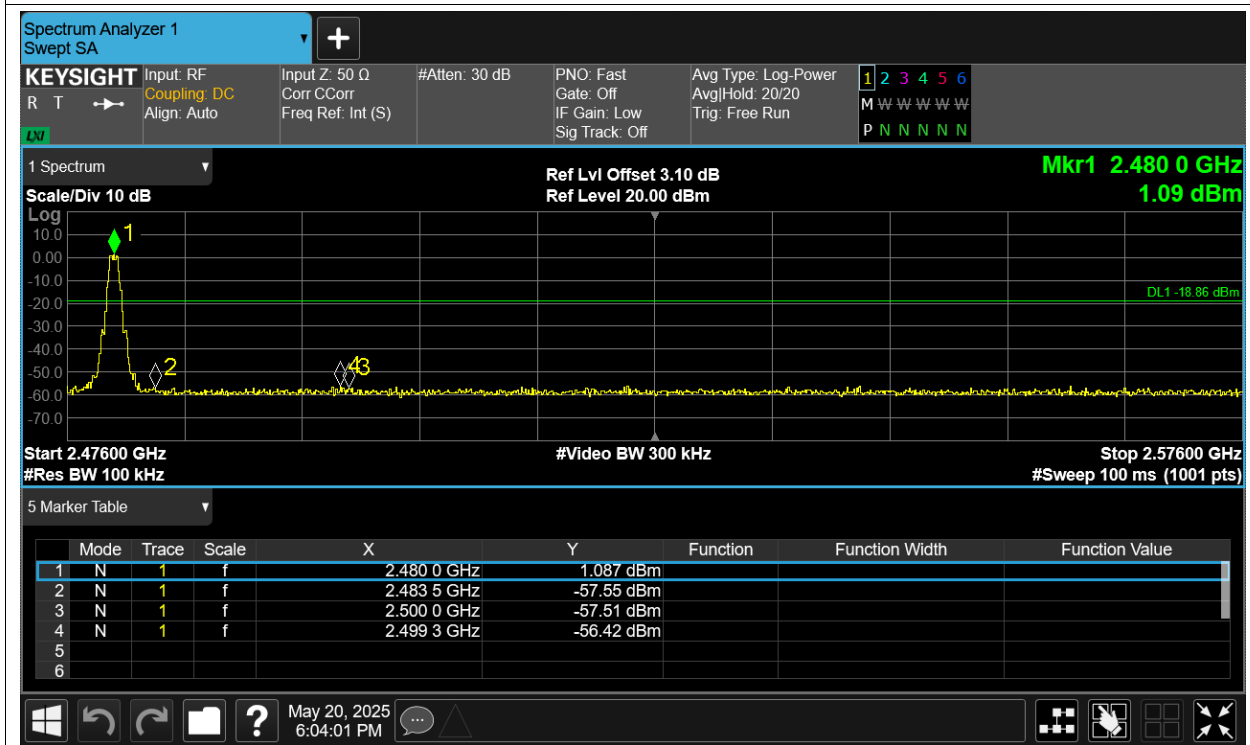 Spectrum Analyzer 1
Swept SA
+
KEYSIGHT
R T
LXI
Input: RF
Coupling: DC
Align: Auto
Input Z: 50 Ω
Corr CCorr
Freq Ref: Int (S)
#Atten: 30 dB
PNO: Fast
Gate: Off
IF Gain: Low
Sig Track: Off
Avg Type: Log-Power
Avg|Hold: 20/20
Trig: Free Run
1 2 3 4 5 6
M W W W W W
P N N N N N
1 Spectrum
Scale/Div 10 dB
Ref Lvl Offset 3.10 dB
Ref Level 20.00 dBm
Mkr1 2.480 0 GHz
1.09 dBm
Log
10.0
0.00
-10.0
-20.0
-30.0
-40.0
-50.0
-60.0
-70.0
1
DL1 -18.86 dBm
2
43
Start 2.47600 GHz
#Res BW 100 kHz
#Video BW 300 kHz
Stop 2.57600 GHz
#Sweep 100 ms (1001 pts)
5 Marker Table
Mode Trace Scale X Y Function Function Width Function Value
1 N 1 f 2.480 0 GHz 1.087 dBm
2 N 1 f 2.483 5 GHz -57.55 dBm
3 N 1 f 2.500 0 GHz -57.51 dBm
4 N 1 f 2.499 3 GHz -56.42 dBm
5
6
?
May 20, 2025
6:04:01 PM